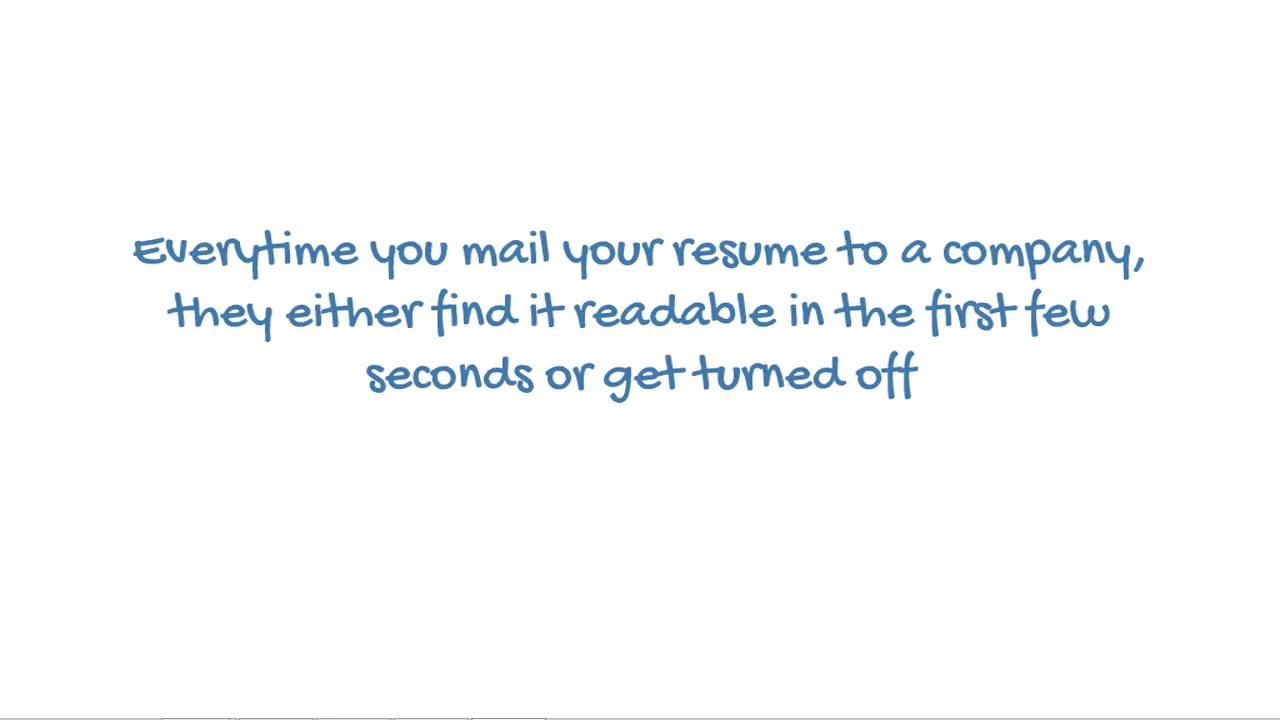 Everytime you mail your resume to a company,
they either find it readable in the first few
seconds or get turned off